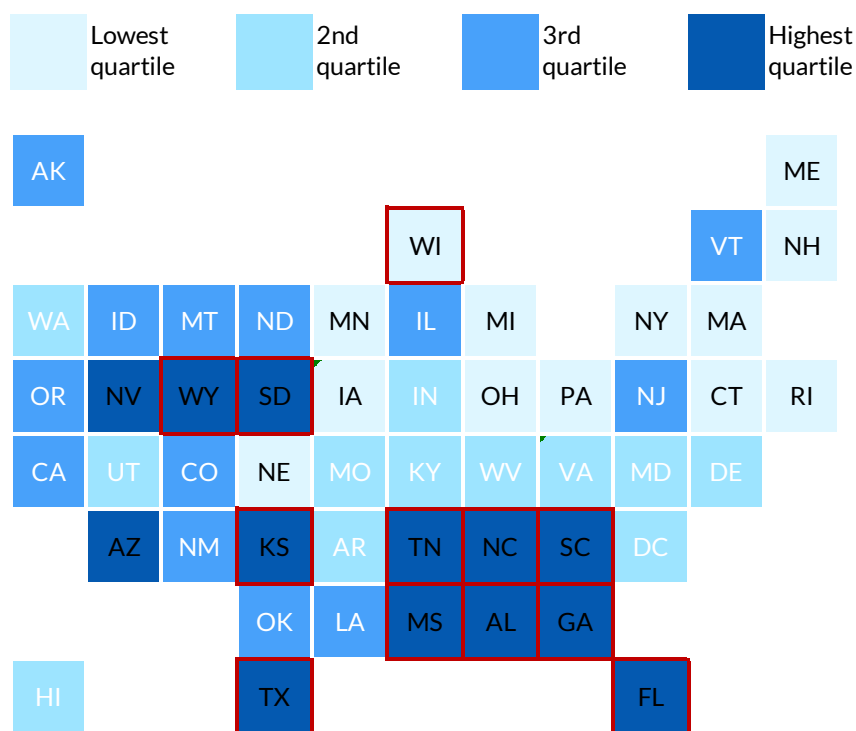 Lowest quartile
2nd quartile
3rd quartile
Highest quartile
AK ME
WI VT NH
WA ID MT ND MN IL MI NY MA
OR NV WY SD IA IN OH PA NJ CT RI
CA UT CO NE MO KY WV VA MD DE
AZ NM KS AR TN NC SC DC
OK LA MS AL GA
HI TX FL